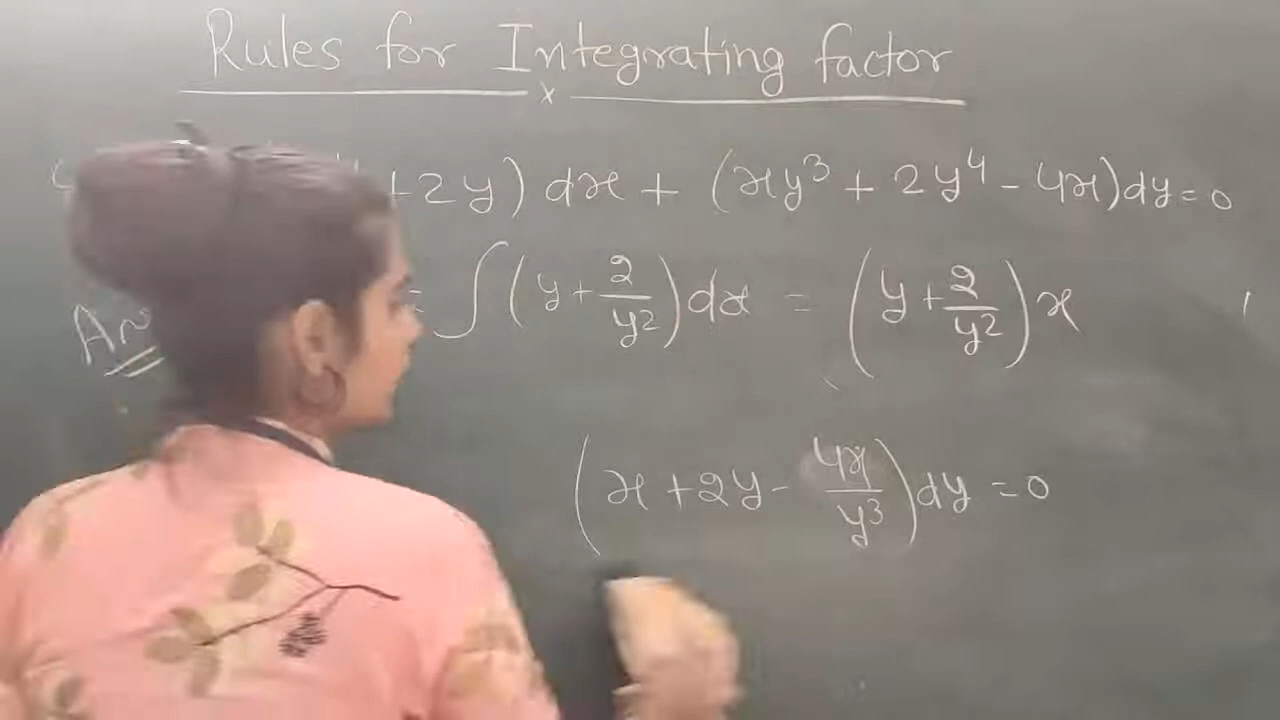 Rules for Integrating factor
x
+2y) dx + (xy³ + 2y⁴ - 4x)dy = 0
An = ∫(y + 2/y²)dx = (y + 2/y²)x
(x + 2y - 4x/y³)dy = 0